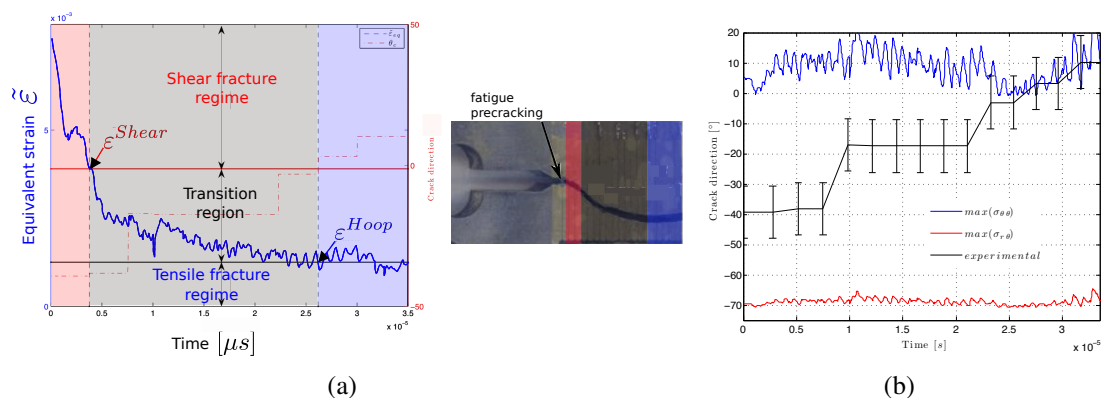 x 10⁻³
50
ε̃_eq
θ_c
Shear fracture
regime
Equivalent strain ε̃
5
ε^Shear
0
Crack direction
Transition
region
ε^Hoop
Tensile fracture
regime
0
-50
0 0.5 1 1.5 2 2.5 3 3.5
x 10⁻⁵
Time [μs]
(a)
fatigue
precracking
20
10
0
-10
-20
-30
-40
-50
-60
-70
-80
Crack direction [°]
max(σ_θθ)
max(σ_rθ)
experimental
0 0.5 1 1.5 2 2.5 3
Time [s]
x 10⁻⁵
(b)